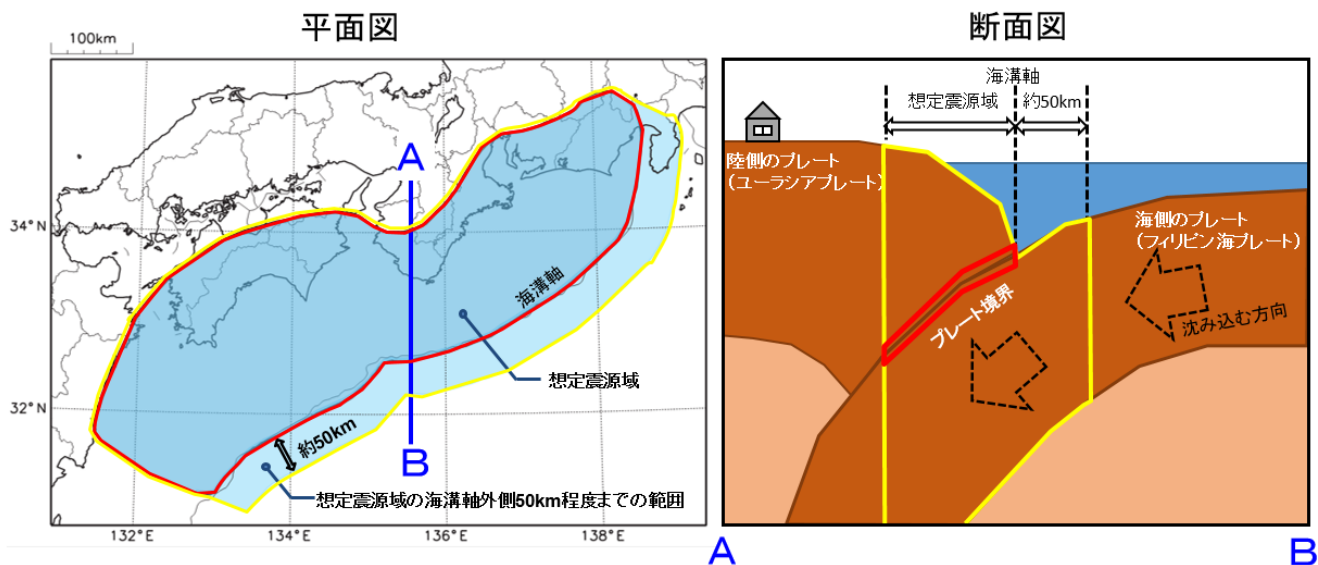 平面図
100km
A
34°N
海溝軸
想定震源域
32°N
約50km
B
想定震源域の海溝軸外側50km程度までの範囲
132°E
134°E
136°E
138°E
断面図
海溝軸
想定震源域
約50km
陸側のプレート
（ユーラシアプレート）
海側のプレート
（フィリピン海プレート）
プレート境界
沈み込む方向
A
B